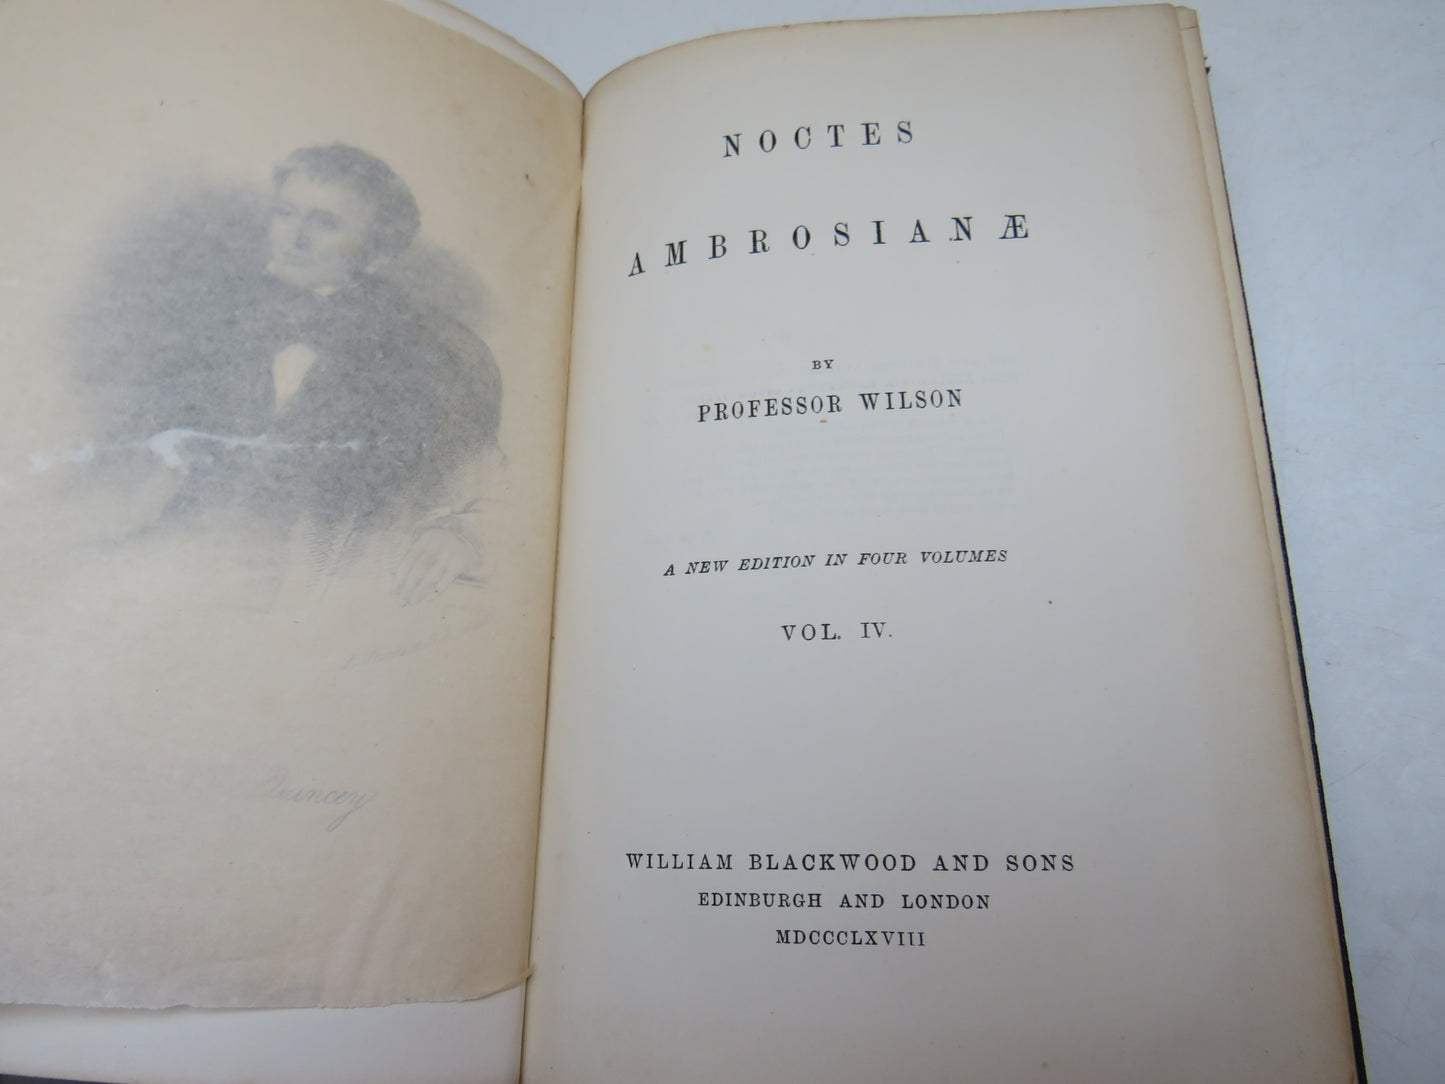 Quincey
NOCTES
AMBROSIANÆ
BY
PROFESSOR WILSON
A NEW EDITION IN FOUR VOLUMES
VOL. IV.
WILLIAM BLACKWOOD AND SONS
EDINBURGH AND LONDON
MDCCCLXVIII